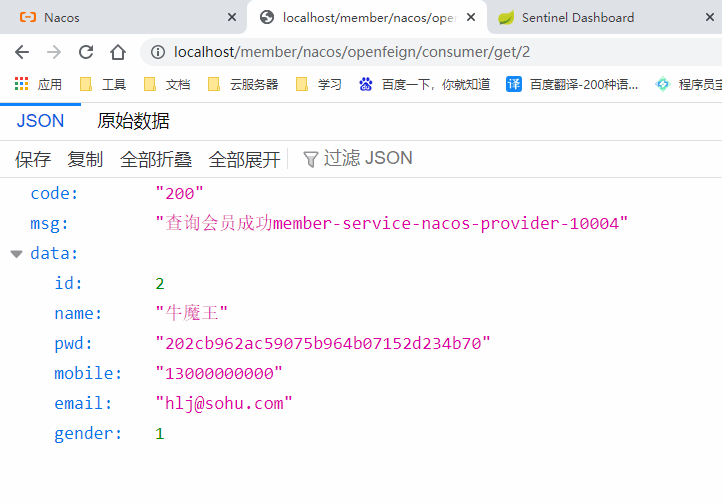 Nacos localhost/member/nacos/open Sentinel Dashboard
localhost/member/nacos/openfeign/consumer/get/2
应用 工具 文档 云服务器 学习 百度一下，你就知道 译 百度翻译-200种语... 程序员宝
JSON 原始数据
保存 复制 全部折叠 全部展开 过滤 JSON
code: "200"
msg: "查询会员成功member-service-nacos-provider-10004"
data:
id: 2
name: "牛魔王"
pwd: "202cb962ac59075b964b07152d234b70"
mobile: "13000000000"
email: "hlj@sohu.com"
gender: 1